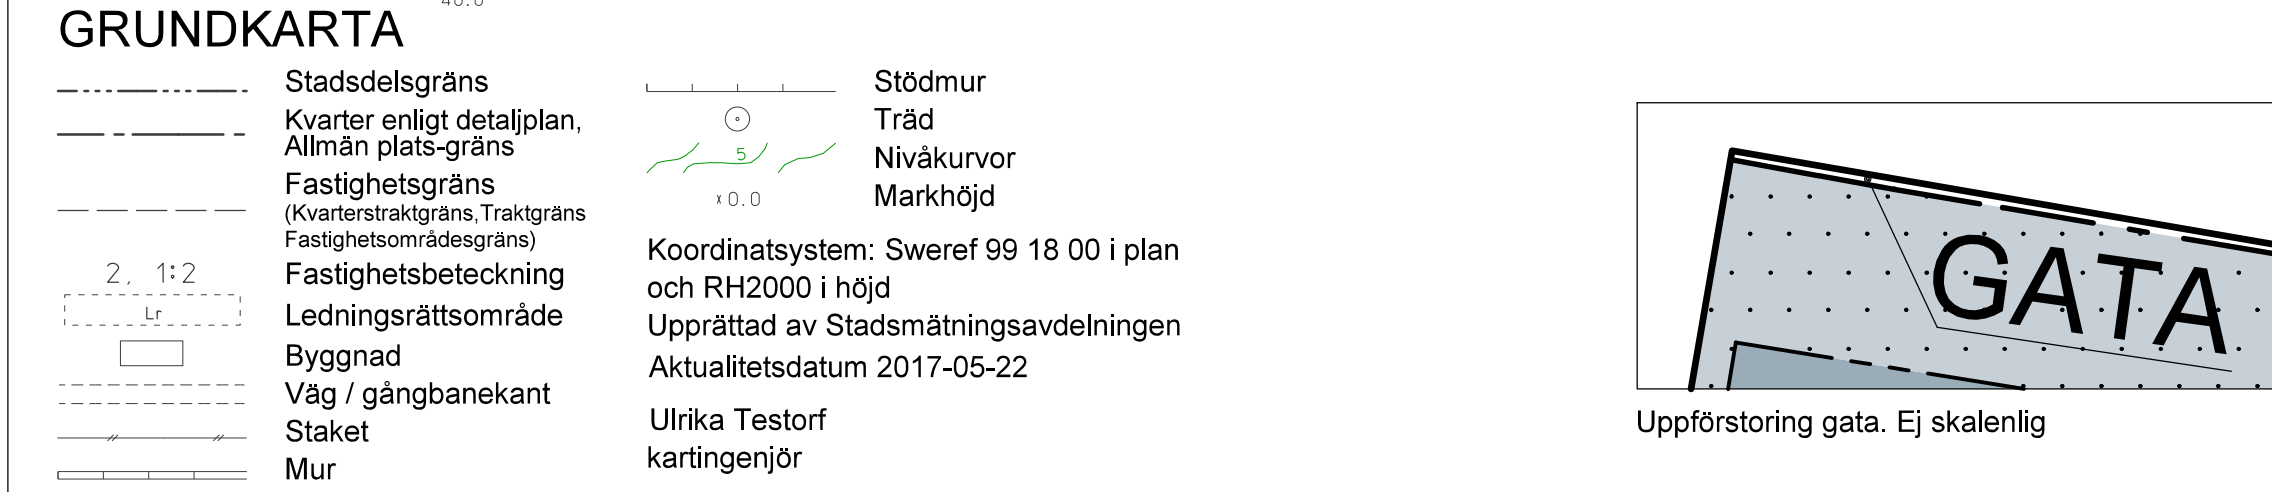 GRUNDKARTA
Stadsdelsgräns
Kvarter enligt detaljplan,
Allmän plats-gräns
Fastighetsgräns
(Kvarterstraktgräns,Traktgräns
Fastighetsområdesgräns)
2, 1:2
Fastighetsbeteckning
Lr
Ledningsrättsområde
Byggnad
Väg / gångbanekant
Staket
Mur
Stödmur
Träd
5
Nivåkurvor
x 0.0
Markhöjd
Koordinatsystem: Sweref 99 18 00 i plan
och RH2000 i höjd
Upprättad av Stadsmätningsavdelningen
Aktualitetsdatum 2017-05-22
Ulrika Testorf
kartingenjör
GATA
Uppförstoring gata. Ej skalenlig